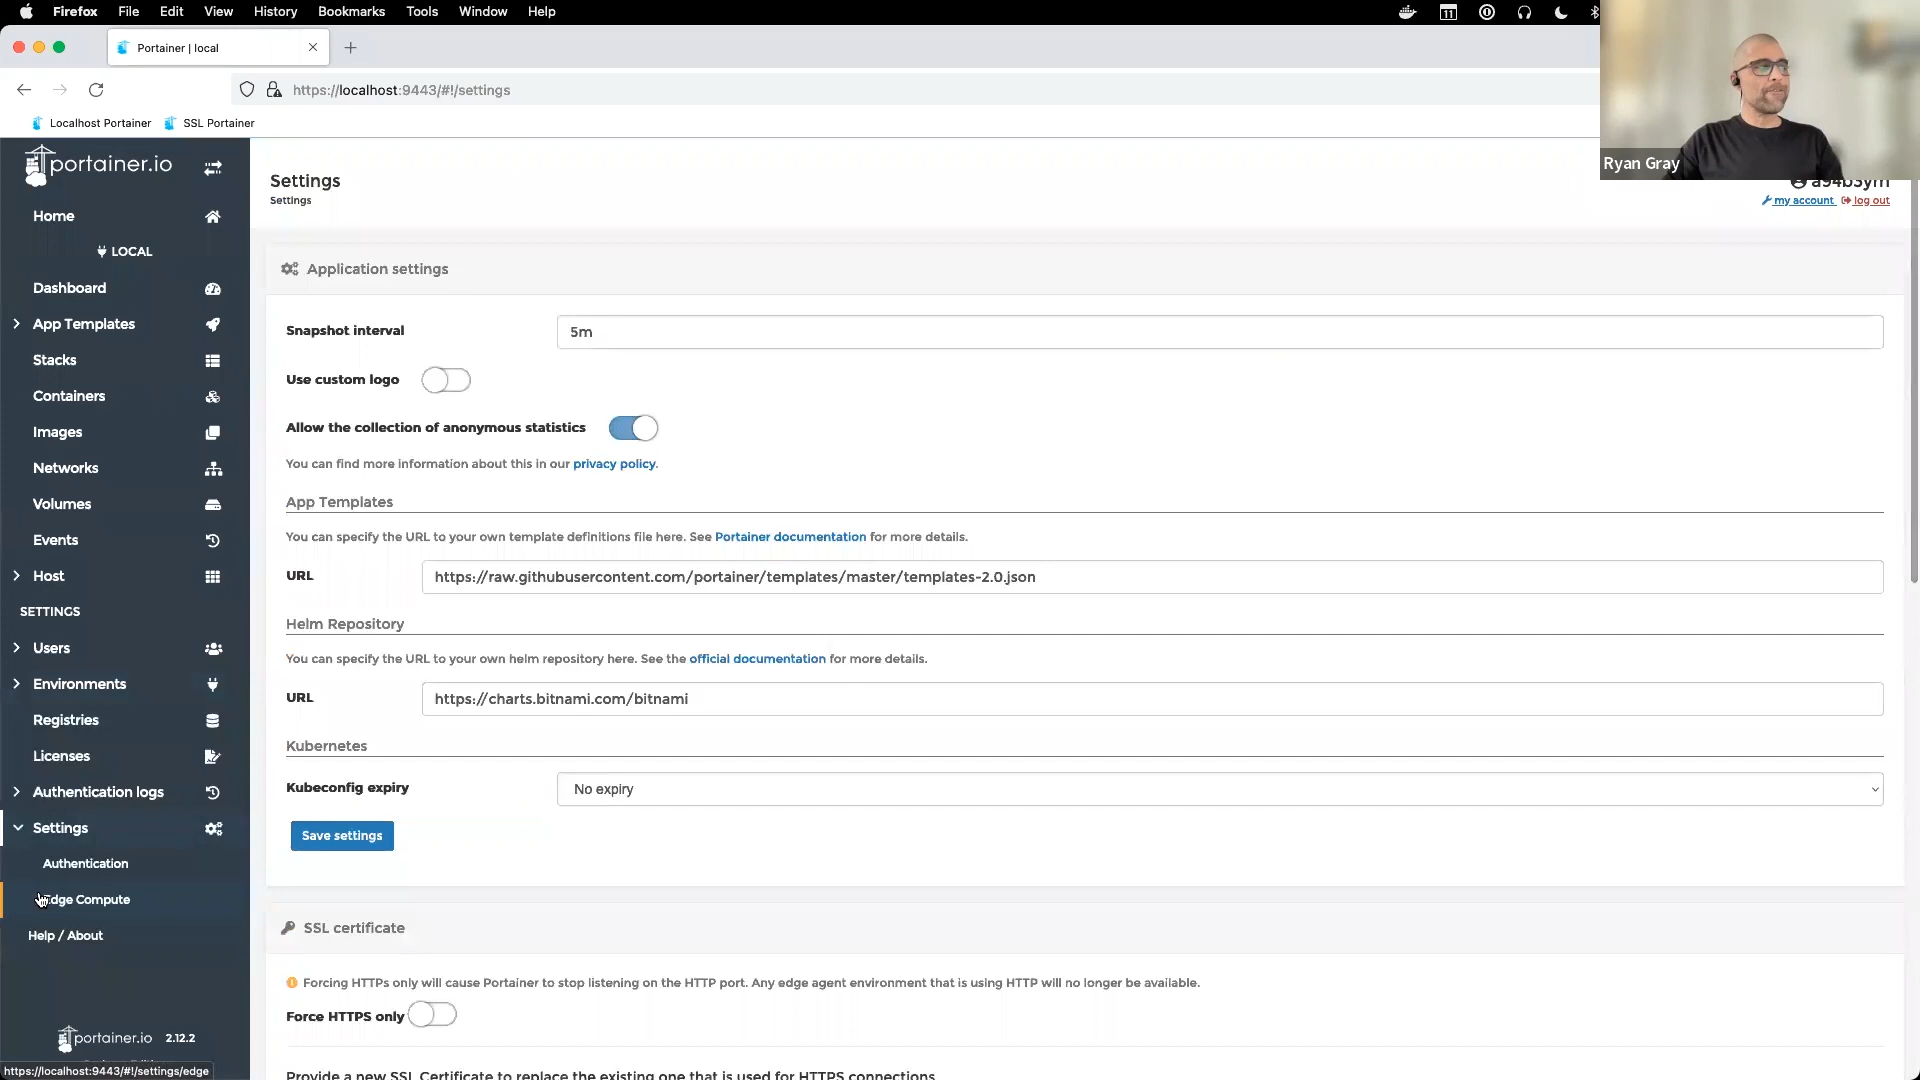 Firefox File Edit View History Bookmarks Tools Window Help
11
Portainer | local
https://localhost:9443/#!/settings
Localhost Portainer SSL Portainer
Ryan Gray
portainer.io
Home
LOCAL
Dashboard
App Templates
Stacks
Containers
Images
Networks
Volumes
Events
Host
SETTINGS
Users
Environments
Registries
Licenses
Authentication logs
Settings
Authentication
Edge Compute
Help / About
portainer.io 2.12.2
https://localhost:9443/#!/settings/edge
Settings
Settings
a94b3ym
my account log out
Application settings
Snapshot interval 5m
Use custom logo
Allow the collection of anonymous statistics
You can find more information about this in our privacy policy.
App Templates
You can specify the URL to your own template definitions file here. See Portainer documentation for more details.
URL https://raw.githubusercontent.com/portainer/templates/master/templates-2.0.json
Helm Repository
You can specify the URL to your own helm repository here. See the official documentation for more details.
URL https://charts.bitnami.com/bitnami
Kubernetes
Kubeconfig expiry No expiry
Save settings
SSL certificate
Forcing HTTPs only will cause Portainer to stop listening on the HTTP port. Any edge agent environment that is using HTTP will no longer be available.
Force HTTPS only
Provide a new SSL Certificate to replace the existing one that is used for HTTPS connections.